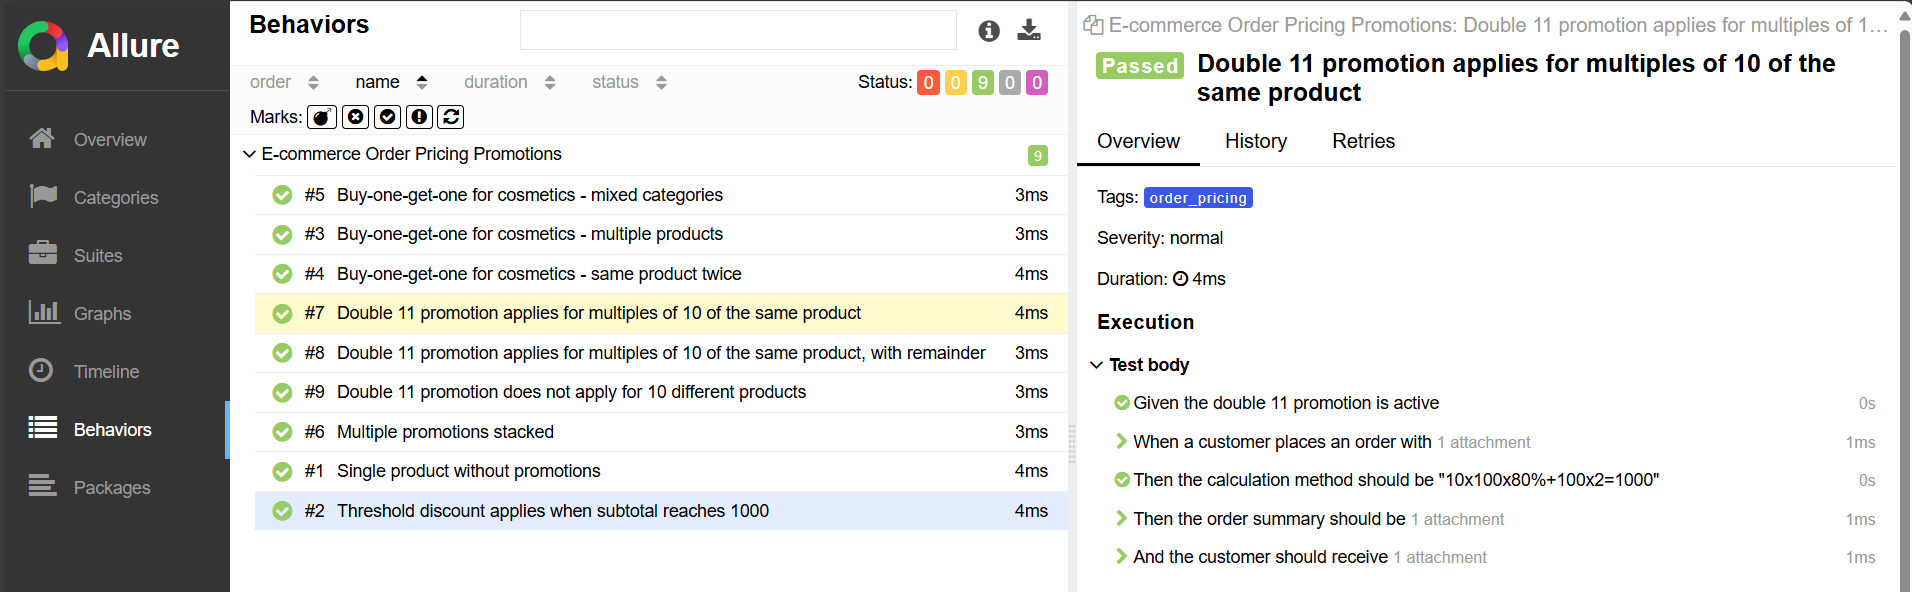 Allure
Overview
Categories
Suites
Graphs
Timeline
Behaviors
Packages
Behaviors
order name duration status Status: 0 0 9 0 0
Marks:
E-commerce Order Pricing Promotions 9
#5 Buy-one-get-one for cosmetics - mixed categories 3ms
#3 Buy-one-get-one for cosmetics - multiple products 3ms
#4 Buy-one-get-one for cosmetics - same product twice 4ms
#7 Double 11 promotion applies for multiples of 10 of the same product 4ms
#8 Double 11 promotion applies for multiples of 10 of the same product, with remainder 3ms
#9 Double 11 promotion does not apply for 10 different products 3ms
#6 Multiple promotions stacked 3ms
#1 Single product without promotions 4ms
#2 Threshold discount applies when subtotal reaches 1000 4ms
E-commerce Order Pricing Promotions: Double 11 promotion applies for multiples of 1...
Passed Double 11 promotion applies for multiples of 10 of the
same product
Overview History Retries
Tags: order_pricing
Severity: normal
Duration: 4ms
Execution
Test body
Given the double 11 promotion is active 0s
When a customer places an order with 1 attachment 1ms
Then the calculation method should be "10x100x80%+100x2=1000" 0s
Then the order summary should be 1 attachment 1ms
And the customer should receive 1 attachment 1ms